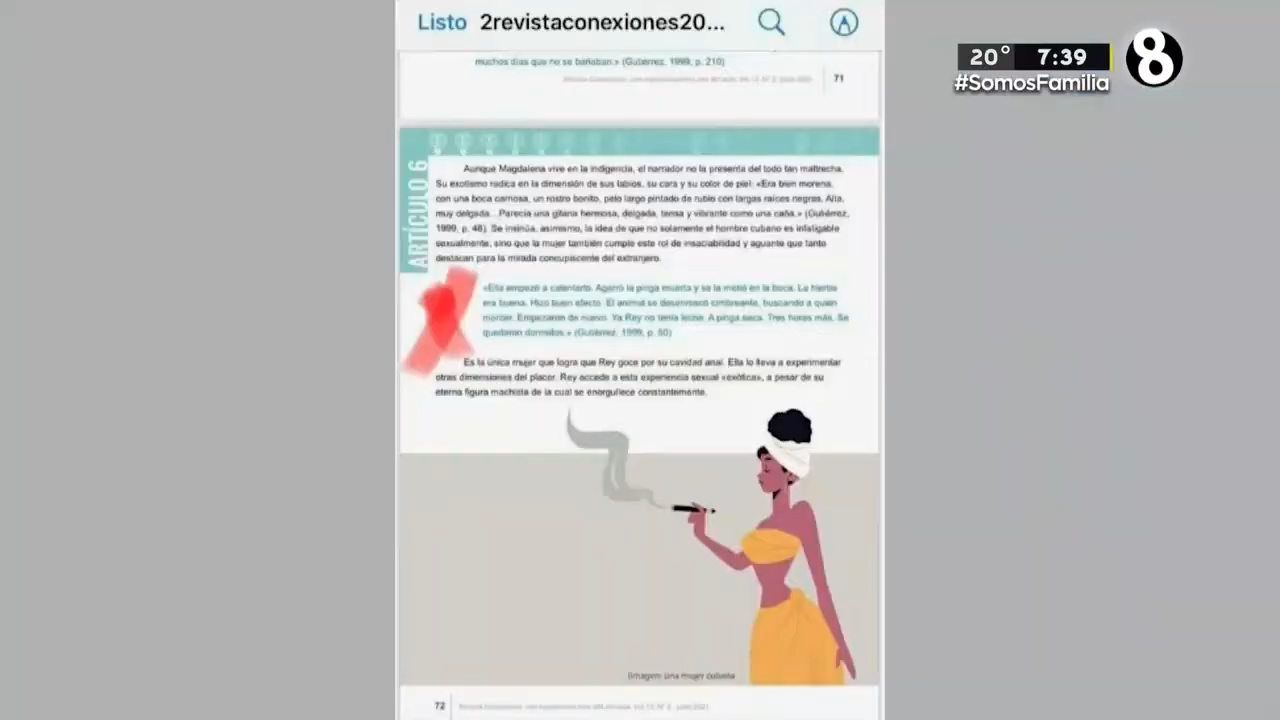 Listo 2revistaconexiones20...
20° 7:39
8
#SomosFamilia
muchos días que no se bañaban.» (Gutiérrez, 1999, p. 210)
71
ARTÍCULO 6
Aunque Magdalena vive en la indigencia, el narrador no la presenta del todo tan maltrecha.
Su exotismo radica en la dimensión de sus labios, su cara y su color de piel: «Era bien morena,
con una boca carnosa, un rostro bonito, pelo largo pintado de rubio con largas raíces negras. Alta,
muy delgada... Parecía una gitana hermosa, delgada, tensa y vibrante como una caña.» (Gutiérrez,
1999, p. 48). Se insinúa, asimismo, la idea de que no solamente el hombre cubano es infatigable
sexualmente, sino que la mujer también cumple este rol de insaciabilidad y aguante que tanto
destacan para la mirada concupiscente del extranjero.
«Ella empezó a calentarlo. Agarró la pinga muerta y se la metió en la boca. La hierba
era buena. Hizo buen efecto. El animal se desenroscó cimbreante, buscando a quien
morder. Empezaron de nuevo. Ya Rey no tenía leche. A pinga seca. Tres horas más. Se
quedaron dormidos.» (Gutiérrez, 1999, p. 50)
Es la única mujer que logra que Rey goce por su cavidad anal. Ella lo lleva a experimentar
otras dimensiones del placer. Rey accede a esta experiencia sexual «exótica», a pesar de su
eterna figura machista de la cual se enorgullece constantemente.
(Imagen: Una mujer cubana
72